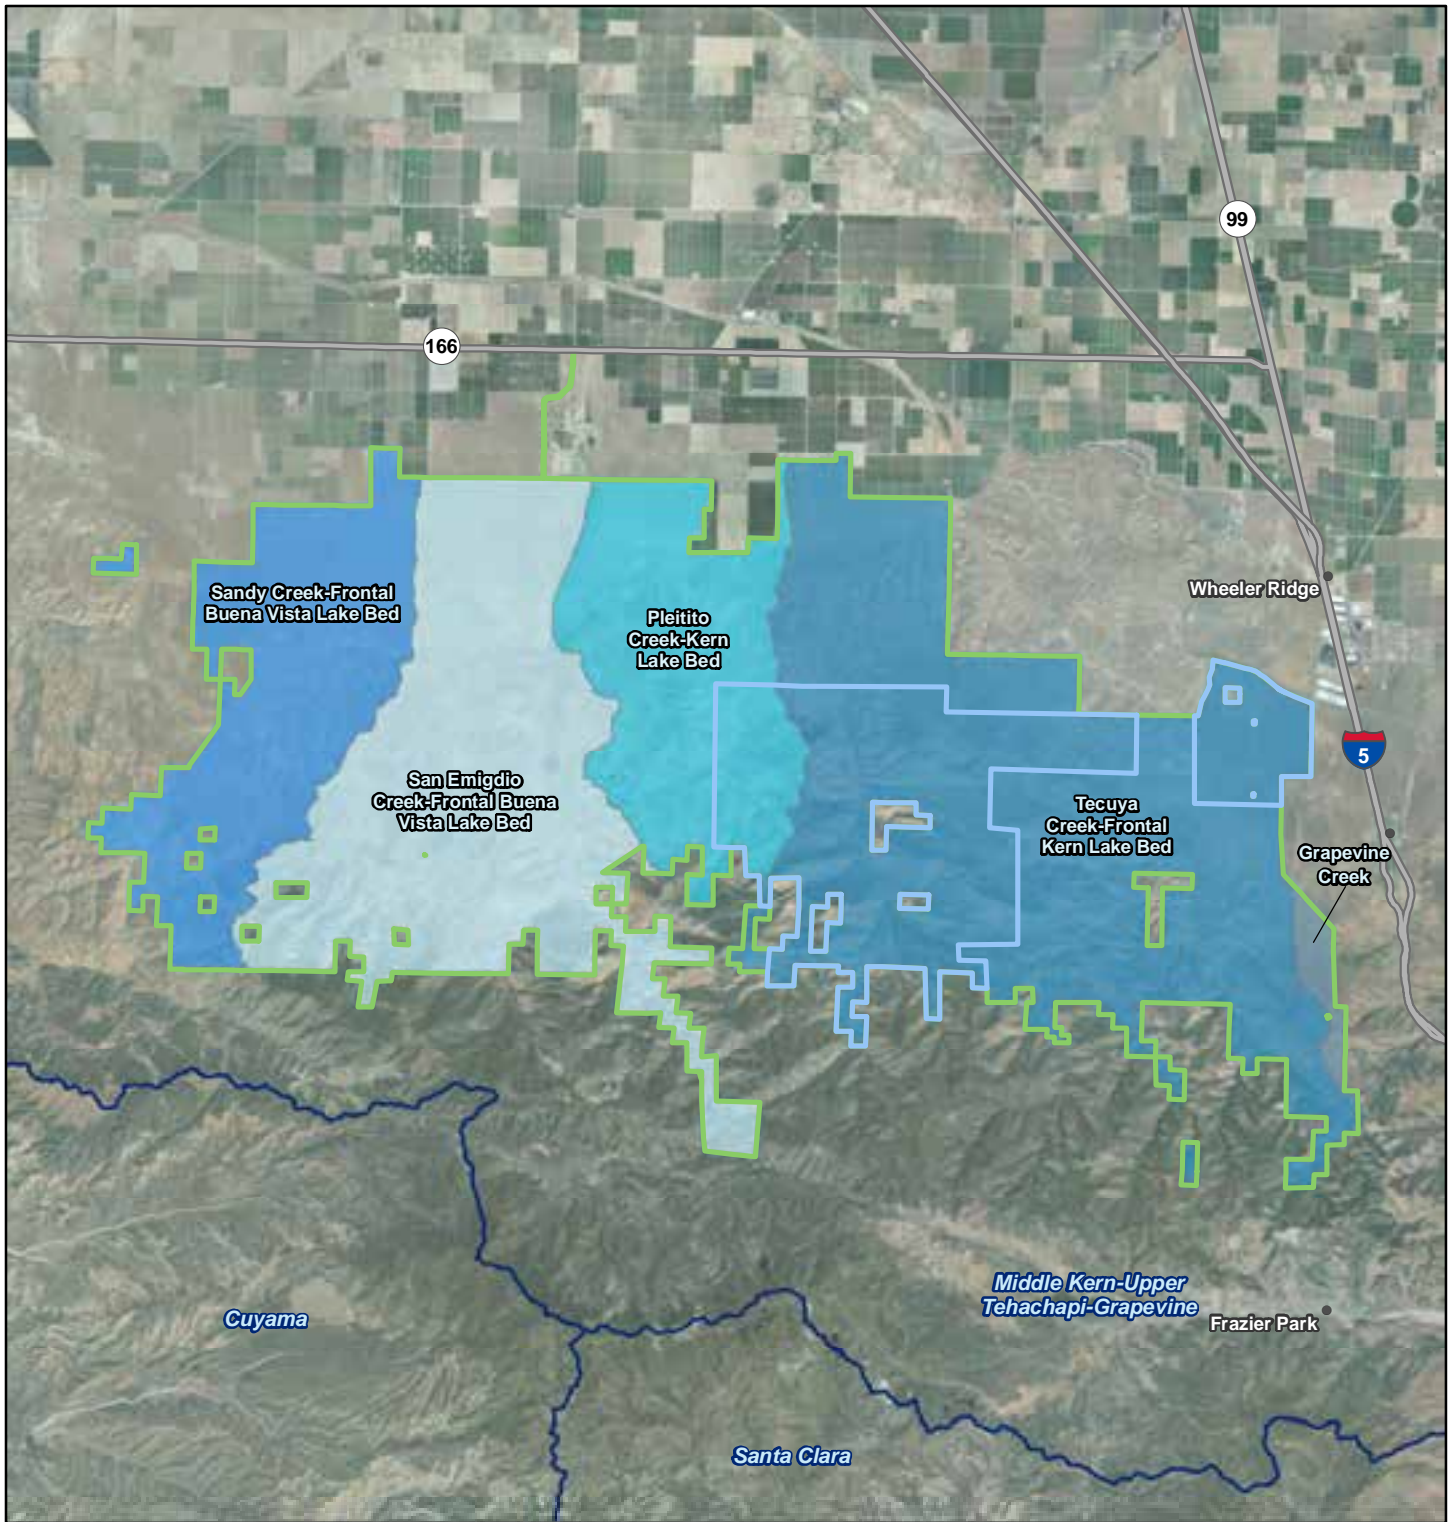 99
166
Sandy Creek-Frontal
Buena Vista Lake Bed
Wheeler Ridge
Pleitito
Creek-Kern
Lake Bed
5
San Emigdio
Creek-Frontal Buena
Vista Lake Bed
Tecuya
Creek-Frontal
Kern Lake Bed
Grapevine
Creek
Middle Kern-Upper
Tehachapi-Grapevine
Cuyama
Frazier Park
Santa Clara